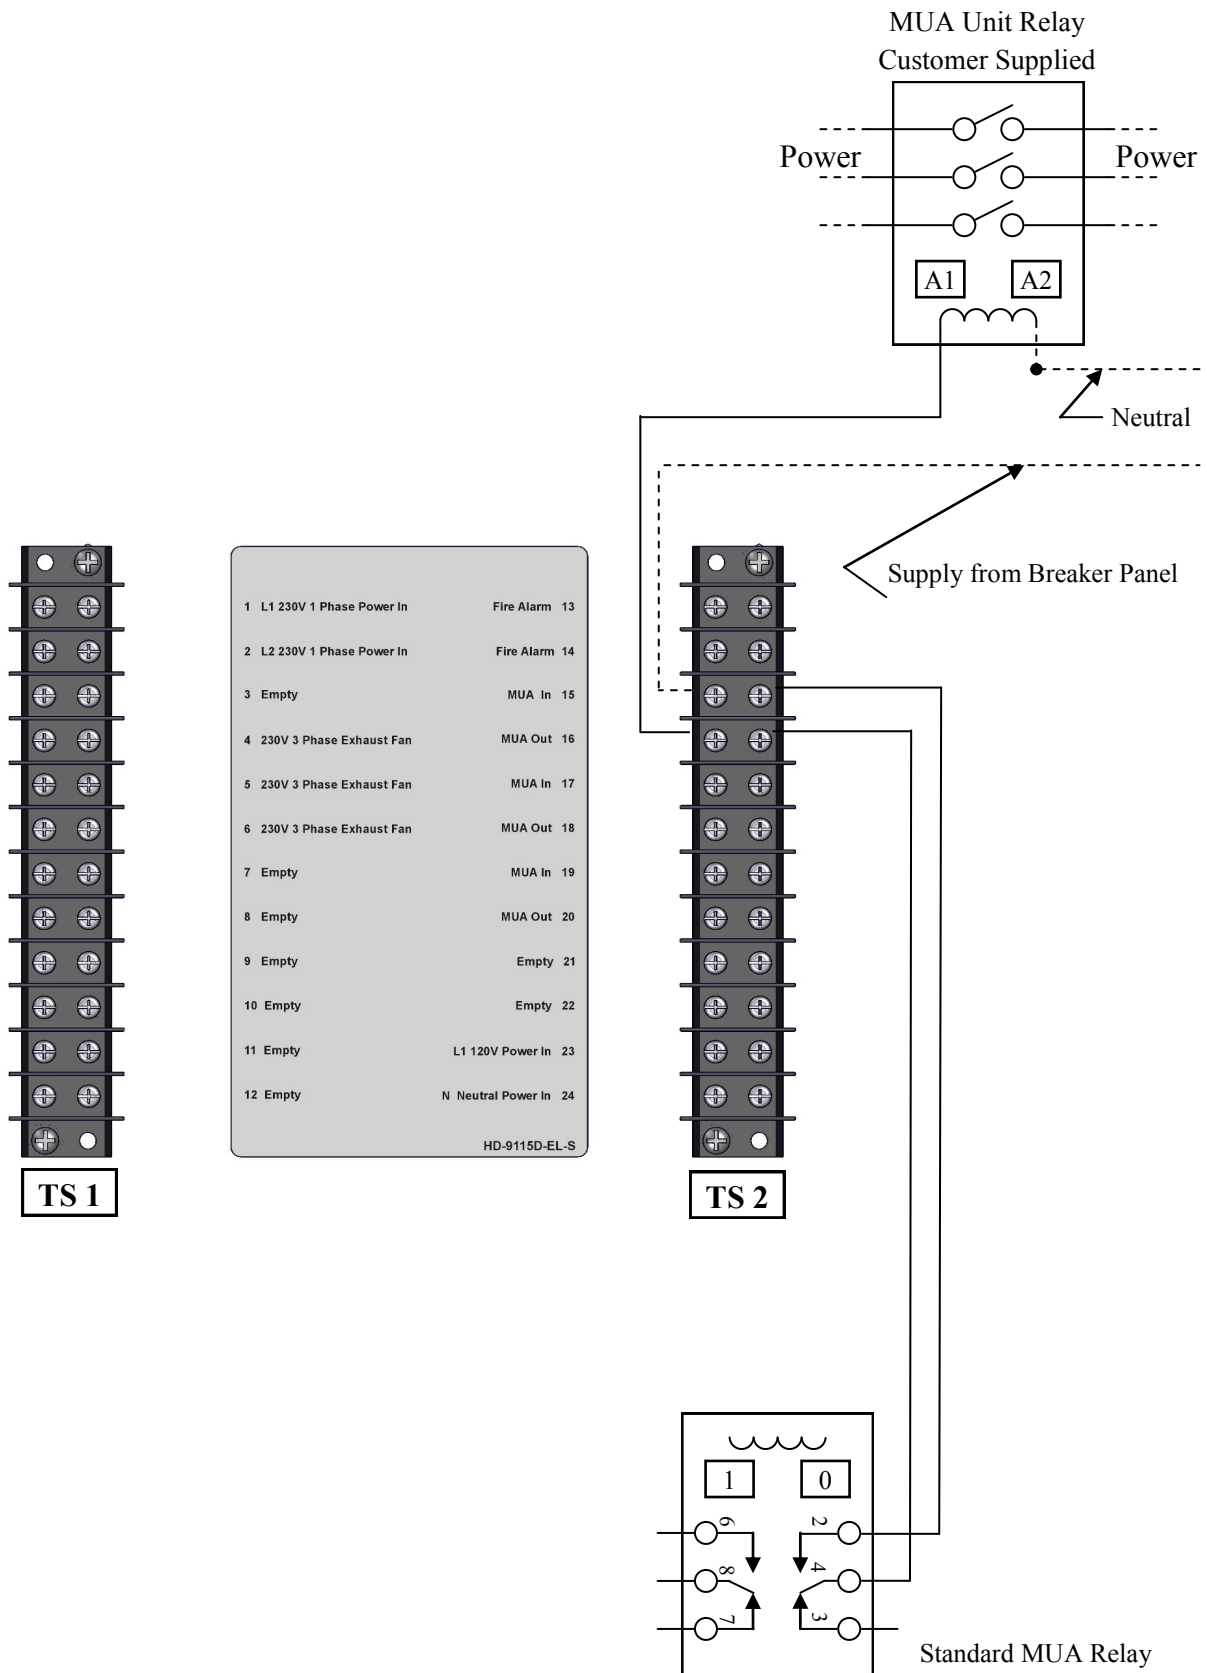 MUA Unit Relay
Customer Supplied
Power
Power
A1
A2
Neutral
Supply from Breaker Panel
1 L1 230V 1 Phase Power In
Fire Alarm 13
2 L2 230V 1 Phase Power In
Fire Alarm 14
3 Empty
MUA In 15
4 230V 3 Phase Exhaust Fan
MUA Out 16
5 230V 3 Phase Exhaust Fan
MUA In 17
6 230V 3 Phase Exhaust Fan
MUA Out 18
7 Empty
MUA In 19
8 Empty
MUA Out 20
9 Empty
Empty 21
10 Empty
Empty 22
11 Empty
L1 120V Power In 23
12 Empty
N Neutral Power In 24
HD-9115D-EL-S
TS 1
TS 2
1
0
6
2
8
4
7
3
Standard MUA Relay